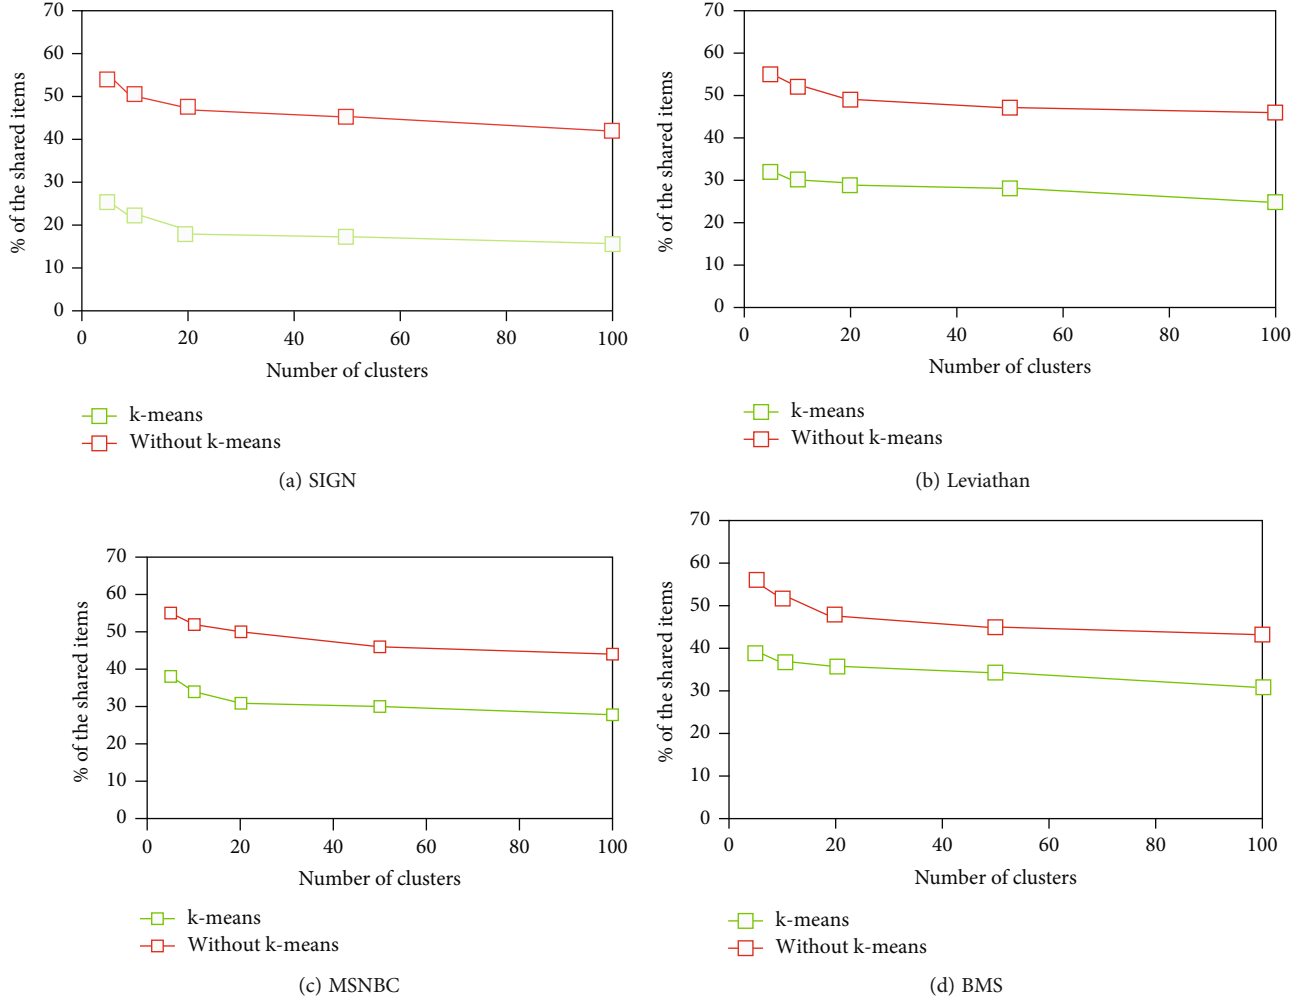 70
60
50
40
30
20
10
0
% of the shared items
0 20 40 60 80 100
Number of clusters
k-means
Without k-means
(a) SIGN
70
60
50
40
30
20
10
0
% of the shared items
0 20 40 60 80 100
Number of clusters
k-means
Without k-means
(b) Leviathan
70
60
50
40
30
20
10
0
% of the shared items
0 20 40 60 80 100
Number of clusters
k-means
Without k-means
(c) MSNBC
70
60
50
40
30
20
10
0
% of the shared items
0 20 40 60 80 100
Number of clusters
k-means
Without k-means
(d) BMS